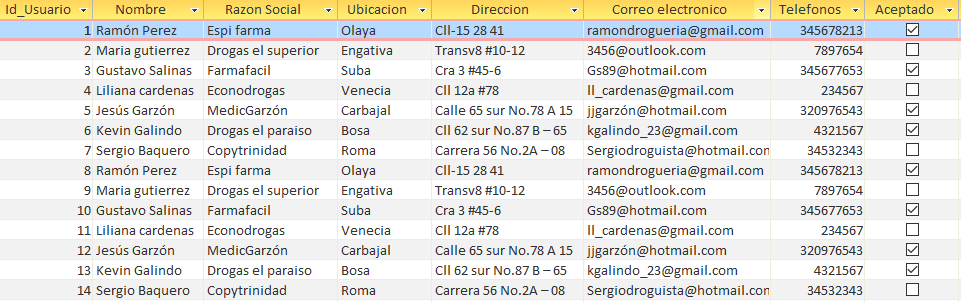 Id_Usuario Nombre Razon Social Ubicacion Direccion Correo electronico Telefonos Aceptado
1 Ramón Perez Espi farma Olaya Cll-15 28 41 ramondrogueria@gmail.com 345678213
2 Maria gutierrez Drogas el superior Engativa Transv8 #10-12 3456@outlook.com 7897654
3 Gustavo Salinas Farmafacil Suba Cra 3 #45-6 Gs89@hotmail.com 345677653
4 Liliana cardenas Econodrogas Venecia Cll 12a #78 ll_cardenas@gmail.com 234567
5 Jesús Garzón MedicGarzón Carbajal Calle 65 sur No.78 A 15 jjgarzón@hotmail.com 320976543
6 Kevin Galindo Drogas el paraiso Bosa Cll 62 sur No.87 B – 65 kgalindo_23@gmail.com 4321567
7 Sergio Baquero Copytrinidad Roma Carrera 56 No.2A – 08 Sergiodroguista@hotmail.com 34532343
8 Ramón Perez Espi farma Olaya Cll-15 28 41 ramondrogueria@gmail.com 345678213
9 Maria gutierrez Drogas el superior Engativa Transv8 #10-12 3456@outlook.com 7897654
10 Gustavo Salinas Farmafacil Suba Cra 3 #45-6 Gs89@hotmail.com 345677653
11 Liliana cardenas Econodrogas Venecia Cll 12a #78 ll_cardenas@gmail.com 234567
12 Jesús Garzón MedicGarzón Carbajal Calle 65 sur No.78 A 15 jjgarzón@hotmail.com 320976543
13 Kevin Galindo Drogas el paraiso Bosa Cll 62 sur No.87 B – 65 kgalindo_23@gmail.com 4321567
14 Sergio Baquero Copytrinidad Roma Carrera 56 No.2A – 08 Sergiodroguista@hotmail.com 34532343